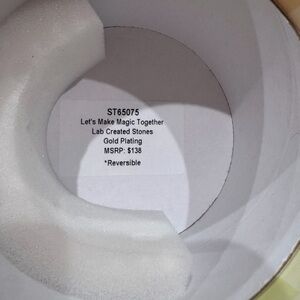 ST65075
Let's Make Magic Together
Lab Created Stones
Gold Plating
MSRP: $138
*Reversible